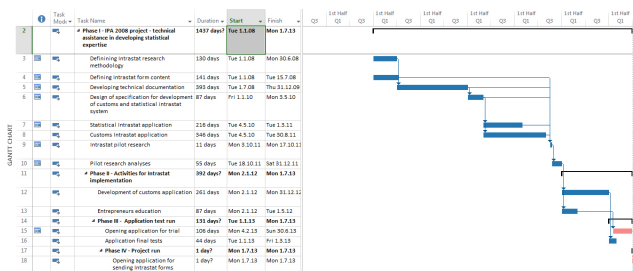 1st Half 1st Half 1st Half 1st Half 1st Half 1st Half
Task Mode Task Name Duration Start Finish Q3 Q1 Q3 Q1 Q3 Q1 Q3 Q1 Q3 Q1 Q3 Q1
GANTT CHART
2 Phase I - IPA 2008 project - technical 1437 days? Tue 1.1.08 Mon 1.7.13
assistance in developing statistical
expertise
3 Definining Intrastat research 130 days Tue 1.1.08 Mon 30.6.08
methodology
4 Defining Intrastat form content 141 days Tue 1.1.08 Tue 15.7.08
5 Developing technical documentation 393 days Tue 1.7.08 Thu 31.12.09
6 Design of specification for development 87 days Fri 1.1.10 Mon 3.5.10
of customs and statistical intrastat
system
7 Statistical Intrastat application 216 days Tue 4.5.10 Tue 1.3.11
8 Customs Intrastat application 346 days Tue 4.5.10 Tue 30.8.11
9 Intrastat pilot research 11 days Mon 3.10.11 Mon 17.10.11
10 Pilot research analyses 55 days Tue 18.10.11 Sat 31.12.11
11 Phase II - Activities for Intrastat 392 days? Mon 2.1.12 Mon 1.7.13
implementation
12 Development of customs application 261 days Mon 2.1.12 Mon 31.12.12
13 Entrepreneurs education 87 days Mon 2.1.12 Tue 1.5.12
14 Phase III - Application test run 131 days? Tue 1.1.13 Mon 1.7.13
15 Opening application for trial 106 days Mon 4.2.13 Sun 30.6.13
16 Application final tests 44 days Tue 1.1.13 Fri 1.3.13
17 Phase IV - Project run 1 day? Mon 1.7.13 Mon 1.7.13
18 Opening application for 1 day? Mon 1.7.13 Mon 1.7.13
sending Intrastat forms